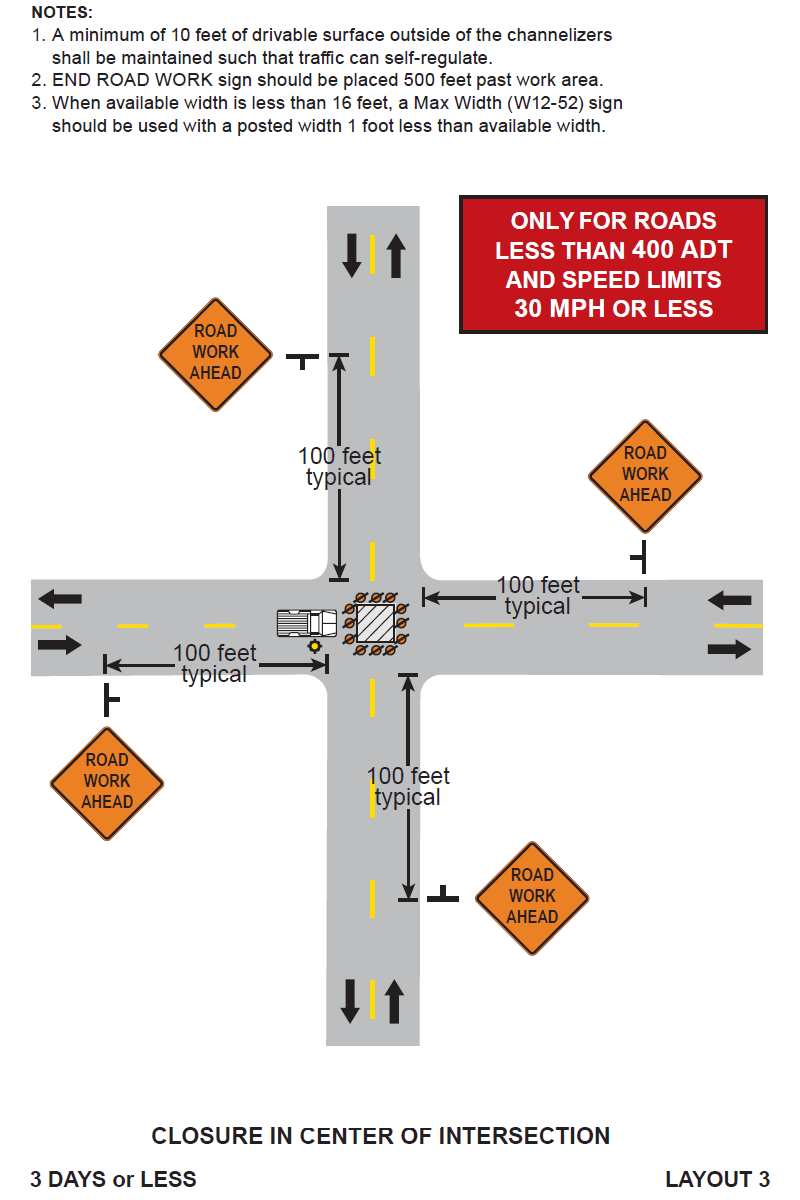 NOTES:
1. A minimum of 10 feet of drivable surface outside of the channelizers
shall be maintained such that traffic can self-regulate.
2. END ROAD WORK sign should be placed 500 feet past work area.
3. When available width is less than 16 feet, a Max Width (W12-52) sign
should be used with a posted width 1 foot less than available width.
ONLY FOR ROADS
LESS THAN 400 ADT
AND SPEED LIMITS
30 MPH OR LESS
ROAD
WORK
AHEAD
100 feet
typical
ROAD
WORK
AHEAD
100 feet
typical
100 feet
typical
ROAD
WORK
AHEAD
100 feet
typical
ROAD
WORK
AHEAD
CLOSURE IN CENTER OF INTERSECTION
3 DAYS or LESS
LAYOUT 3